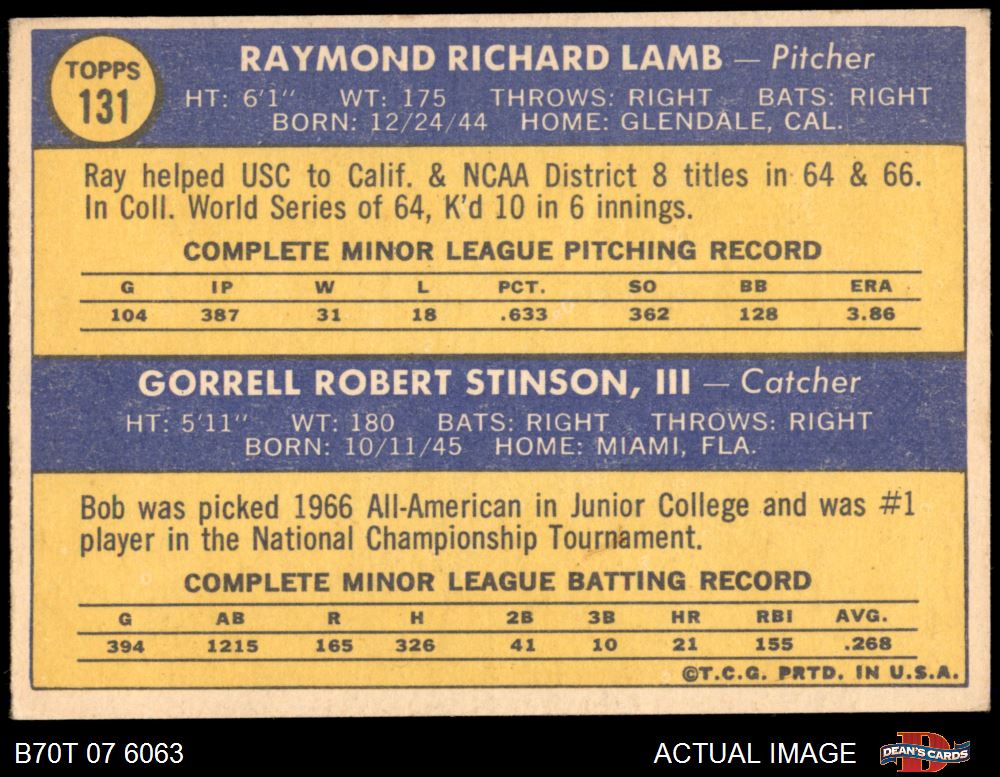 TOPPS
131
RAYMOND RICHARD LAMB — Pitcher
HT: 6'1" WT: 175 THROWS: RIGHT BATS: RIGHT
BORN: 12/24/44 HOME: GLENDALE, CAL.
Ray helped USC to Calif. & NCAA District 8 titles in 64 & 66.
In Coll. World Series of 64, K'd 10 in 6 innings.
COMPLETE MINOR LEAGUE PITCHING RECORD
G IP W L PCT. SO BB ERA
104 387 31 18 .633 362 128 3.86
GORRELL ROBERT STINSON, III — Catcher
HT: 5'11" WT: 180 BATS: RIGHT THROWS: RIGHT
BORN: 10/11/45 HOME: MIAMI, FLA.
Bob was picked 1966 All-American in Junior College and was #1
player in the National Championship Tournament.
COMPLETE MINOR LEAGUE BATTING RECORD
G AB R H 2B 3B HR RBI AVG.
394 1215 165 326 41 10 21 155 .268
©T.C.G. PRTD. IN U.S.A.
B70T 07 6063
ACTUAL IMAGE
DEAN'S CARDS